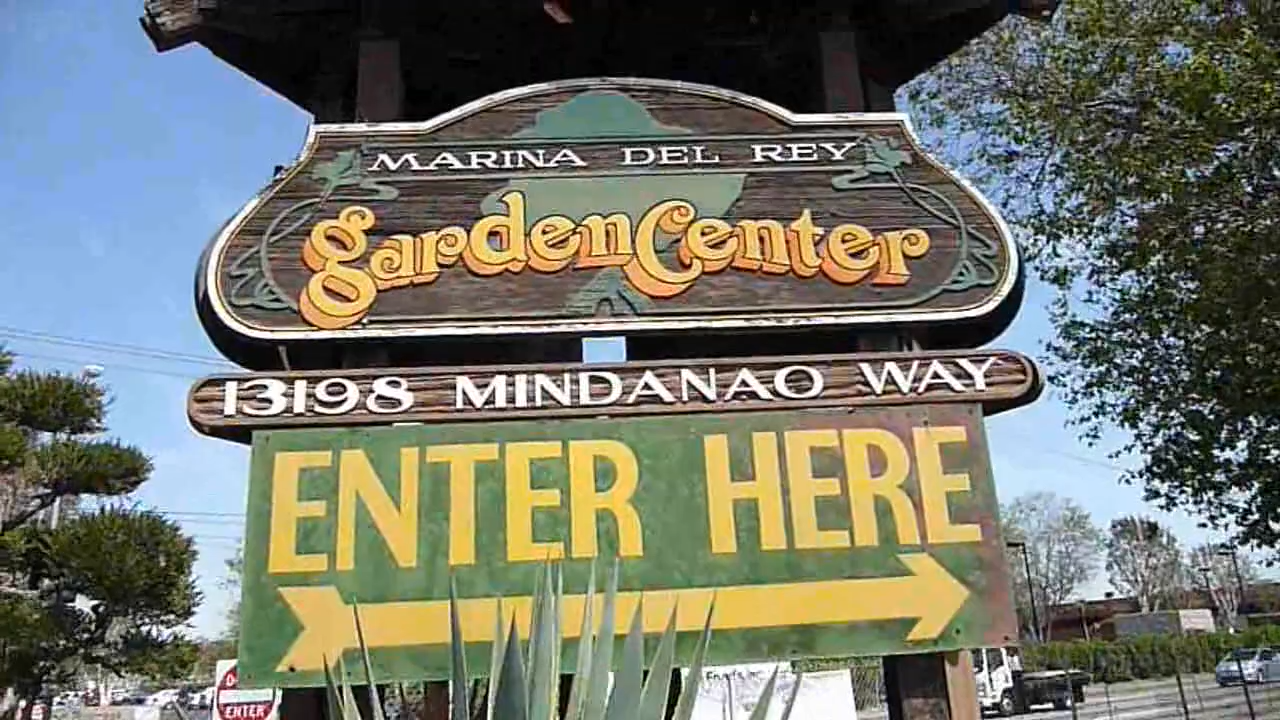 MARINA DEL REY
garden Center
13198 MINDANAO WAY
ENTER HERE
ENTER